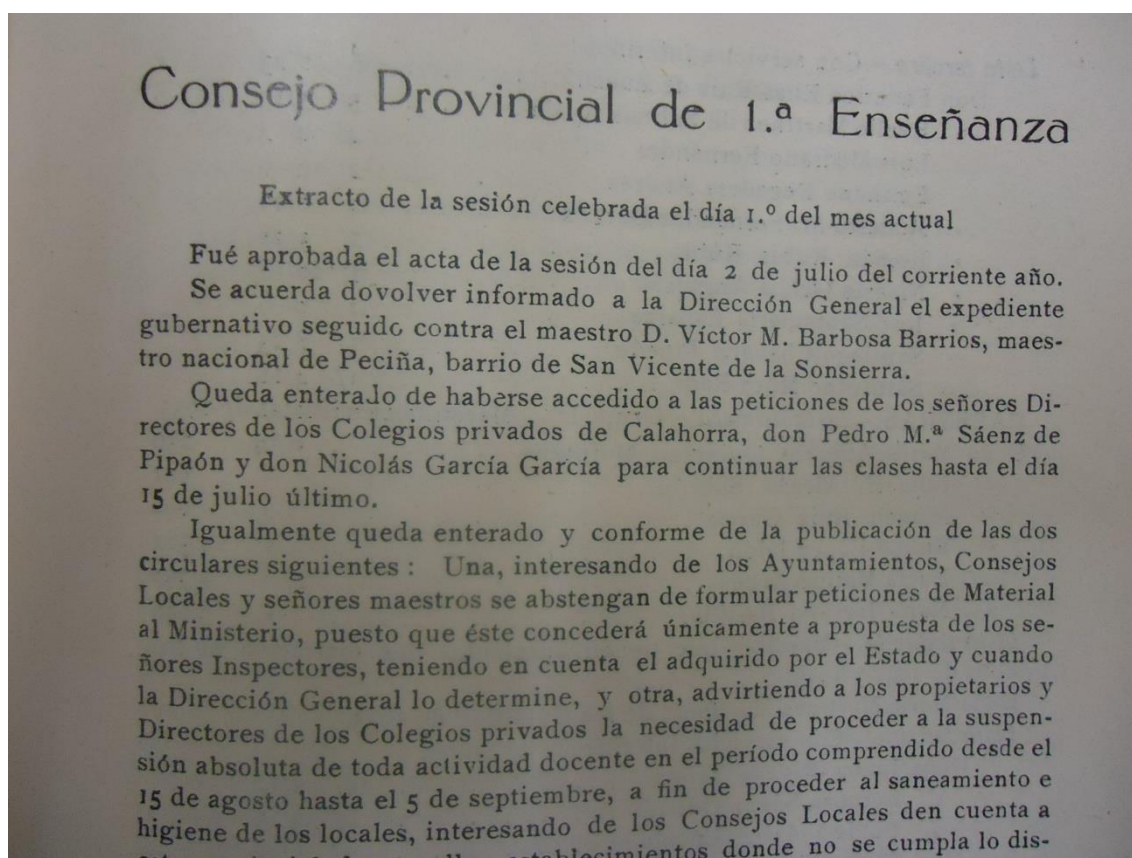 Consejo Provincial de 1.ª Enseñanza
Extracto de la sesión celebrada el día 1.º del mes actual
Fué aprobada el acta de la sesión del día 2 de julio del corriente año.
Se acuerda dovolver informado a la Dirección General el expediente
gubernativo seguido contra el maestro D. Víctor M. Barbosa Barrios, maes-
tro nacional de Peciña, barrio de San Vicente de la Sonsierra.
Queda enterado de haberse accedido a las peticiones de los señores Di-
rectores de los Colegios privados de Calahorra, don Pedro M.ª Sáenz de
Pipaón y don Nicolás García García para continuar las clases hasta el día
15 de julio último.
Igualmente queda enterado y conforme de la publicación de las dos
circulares siguientes : Una, interesando de los Ayuntamientos, Consejos
Locales y señores maestros se abstengan de formular peticiones de Material
al Ministerio, puesto que éste concederá únicamente a propuesta de los se-
ñores Inspectores, teniendo en cuenta el adquirido por el Estado y cuando
la Dirección General lo determine, y otra, advirtiendo a los propietarios y
Directores de los Colegios privados la necesidad de proceder a la suspen-
sión absoluta de toda actividad docente en el período comprendido desde el
15 de agosto hasta el 5 de septiembre, a fin de proceder al saneamiento e
higiene de los locales, interesando de los Consejos Locales den cuenta a
establecimientos donde no se cumpla lo dis-